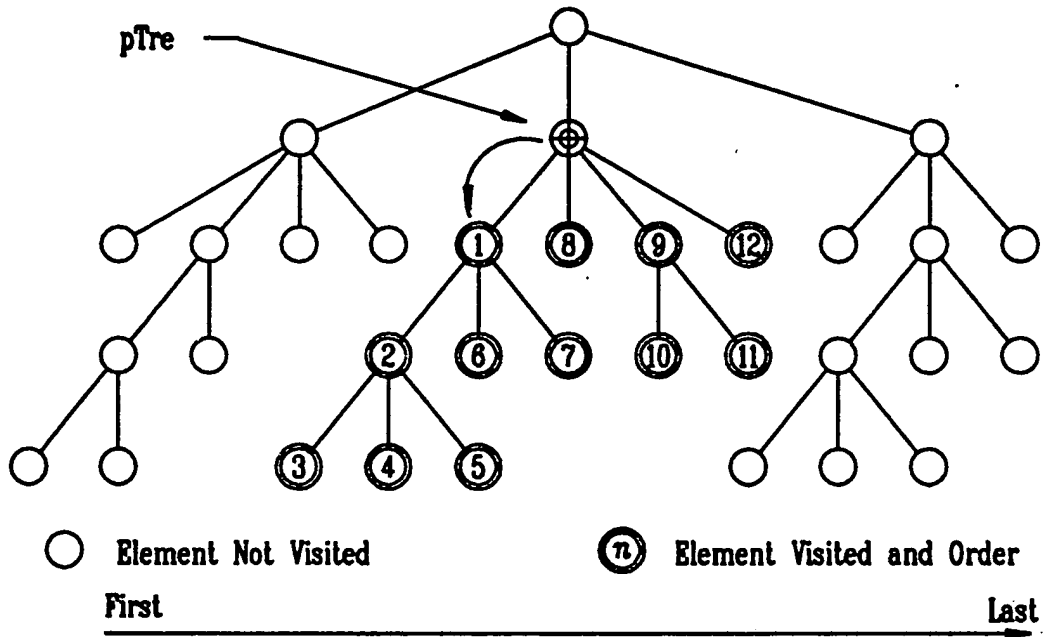 pTre
1 8 9 12
2 6 7 10 11
3 4 5
Element Not Visited
n Element Visited and Order
First Last